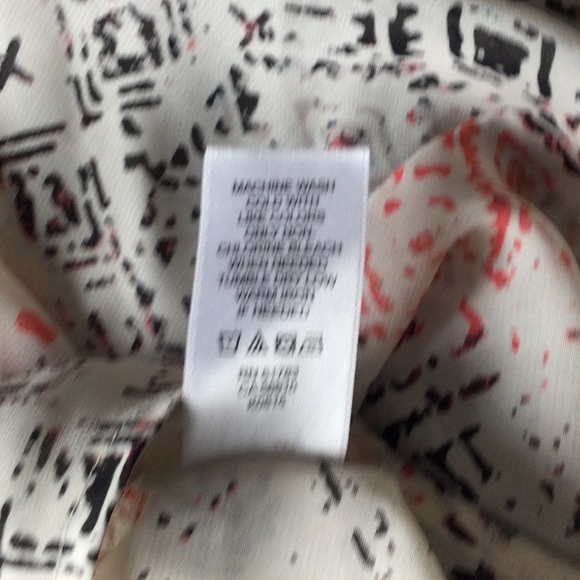 MACHINE WASH
COLD WITH
LIKE COLORS
ONLY NON
CHLORINE BLEACH
WHEN NEEDED
TUMBLE DRY LOW
WARM IRON
IF NEEDED